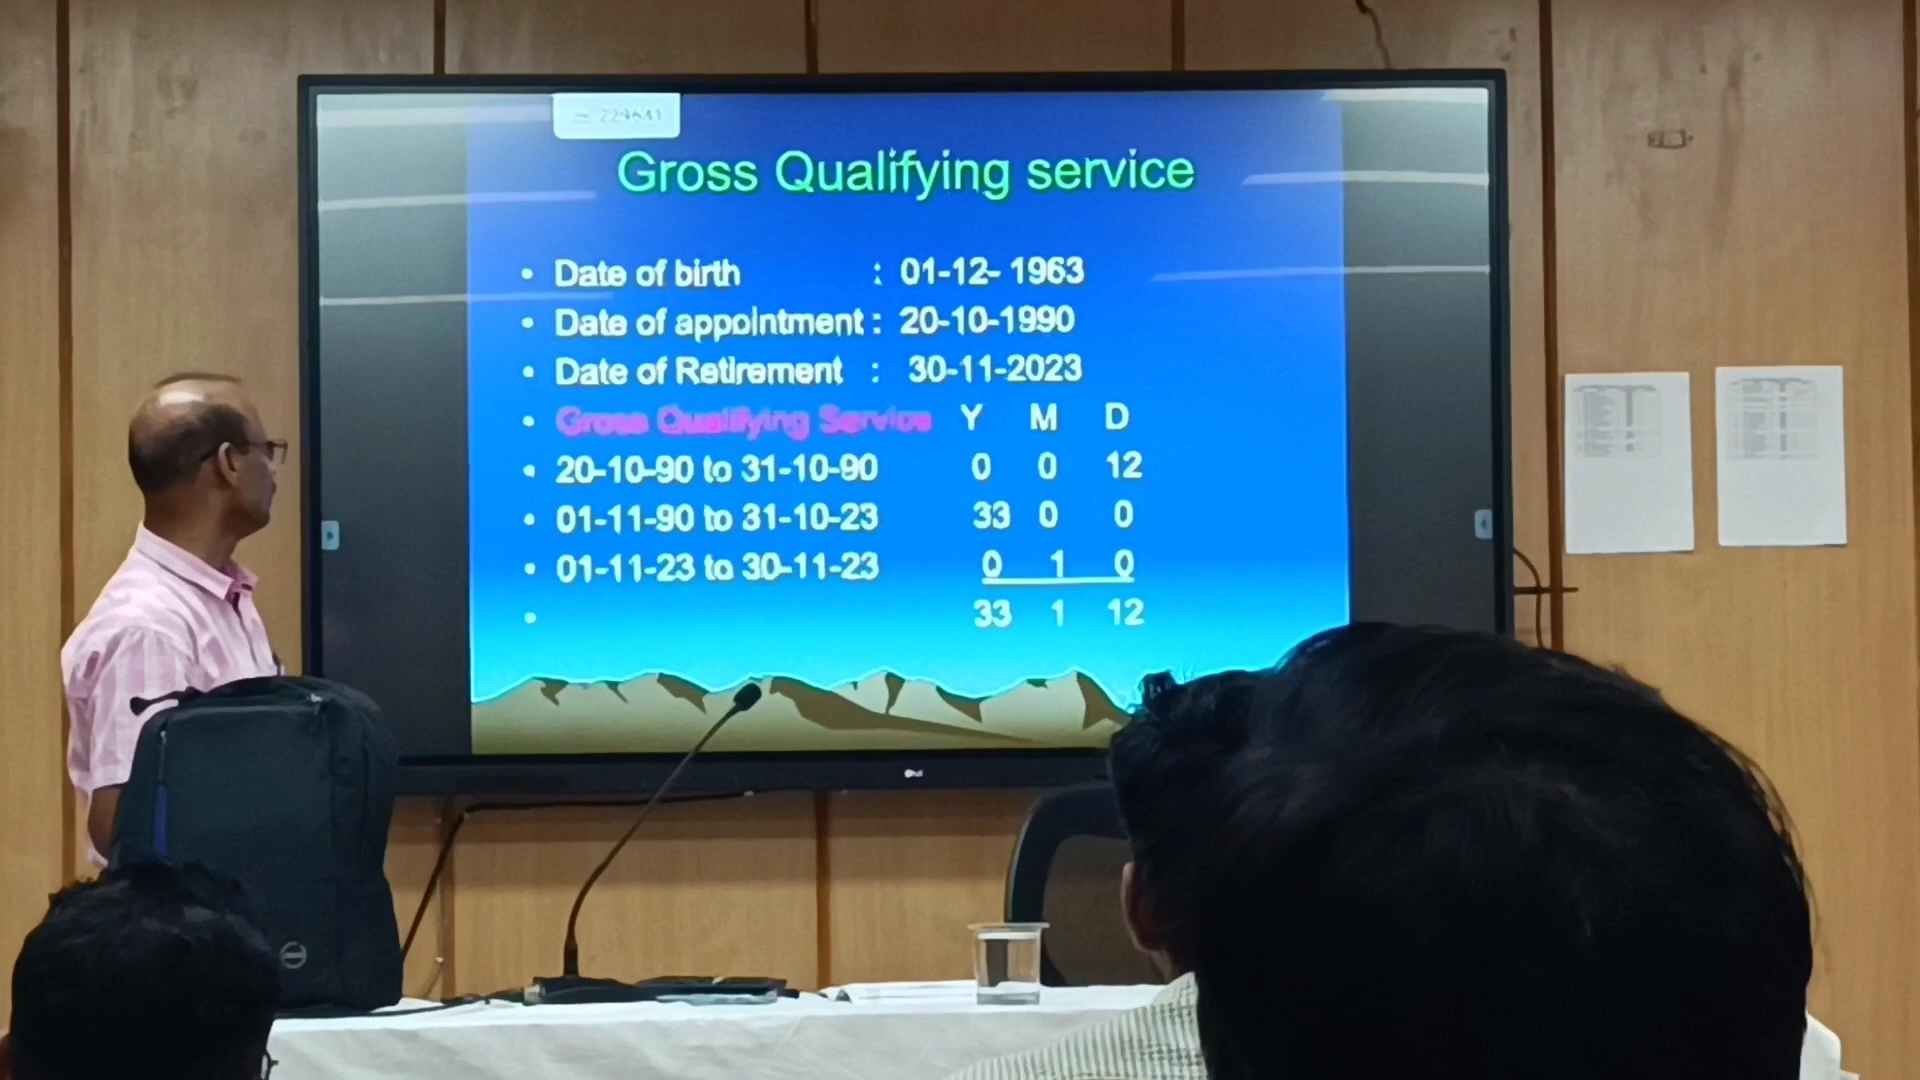 Gross Qualifying service
• Date of birth : 01-12- 1963
• Date of appointment : 20-10-1990
• Date of Retirement : 30-11-2023
• Gross Qualifying Service Y M D
• 20-10-90 to 31-10-90 0 0 12
• 01-11-90 to 31-10-23 33 0 0
• 01-11-23 to 30-11-23 0 1 0
• 33 1 12